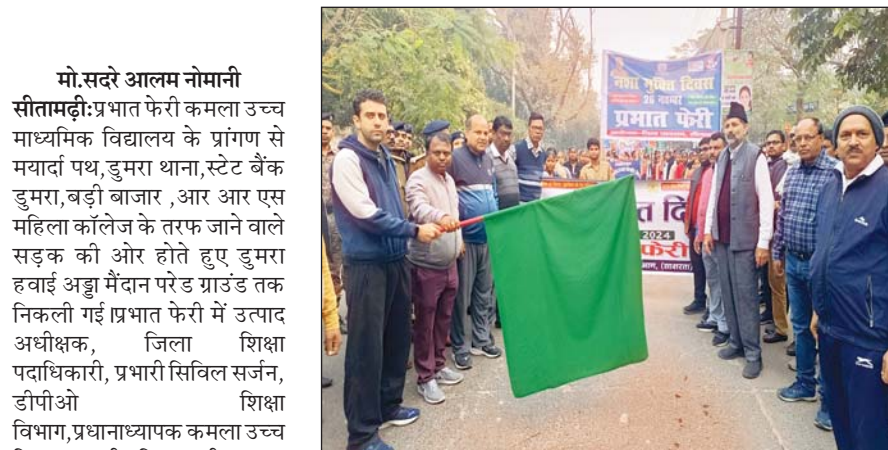 मो.सदरे आलम नोमानी
सीतामढ़ी:प्रभात फेरी कमला उच्च
माध्यमिक विद्यालय के प्रांगण से
मयार्दा पथ,डुमरा थाना,स्टेट बैंक
डुमरा,बड़ी बाजार ,आर आर एस
महिला कॉलेज के तरफ जाने वाले
सड़क की ओर होते हुए डुमरा
हवाई अड्डा मैंदान परेड ग्राउंड तक
निकली गई।प्रभात फेरी में उत्पाद
अधीक्षक, जिला शिक्षा
पदाधिकारी, प्रभारी सिविल सर्जन,
डीपीओ शिक्षा
विभाग,प्रधानाध्यापक कमला उच्च
नशा मुक्ति दिवस
26 नवम्बर
प्रभात फेरी
त दि
2024
फेरी